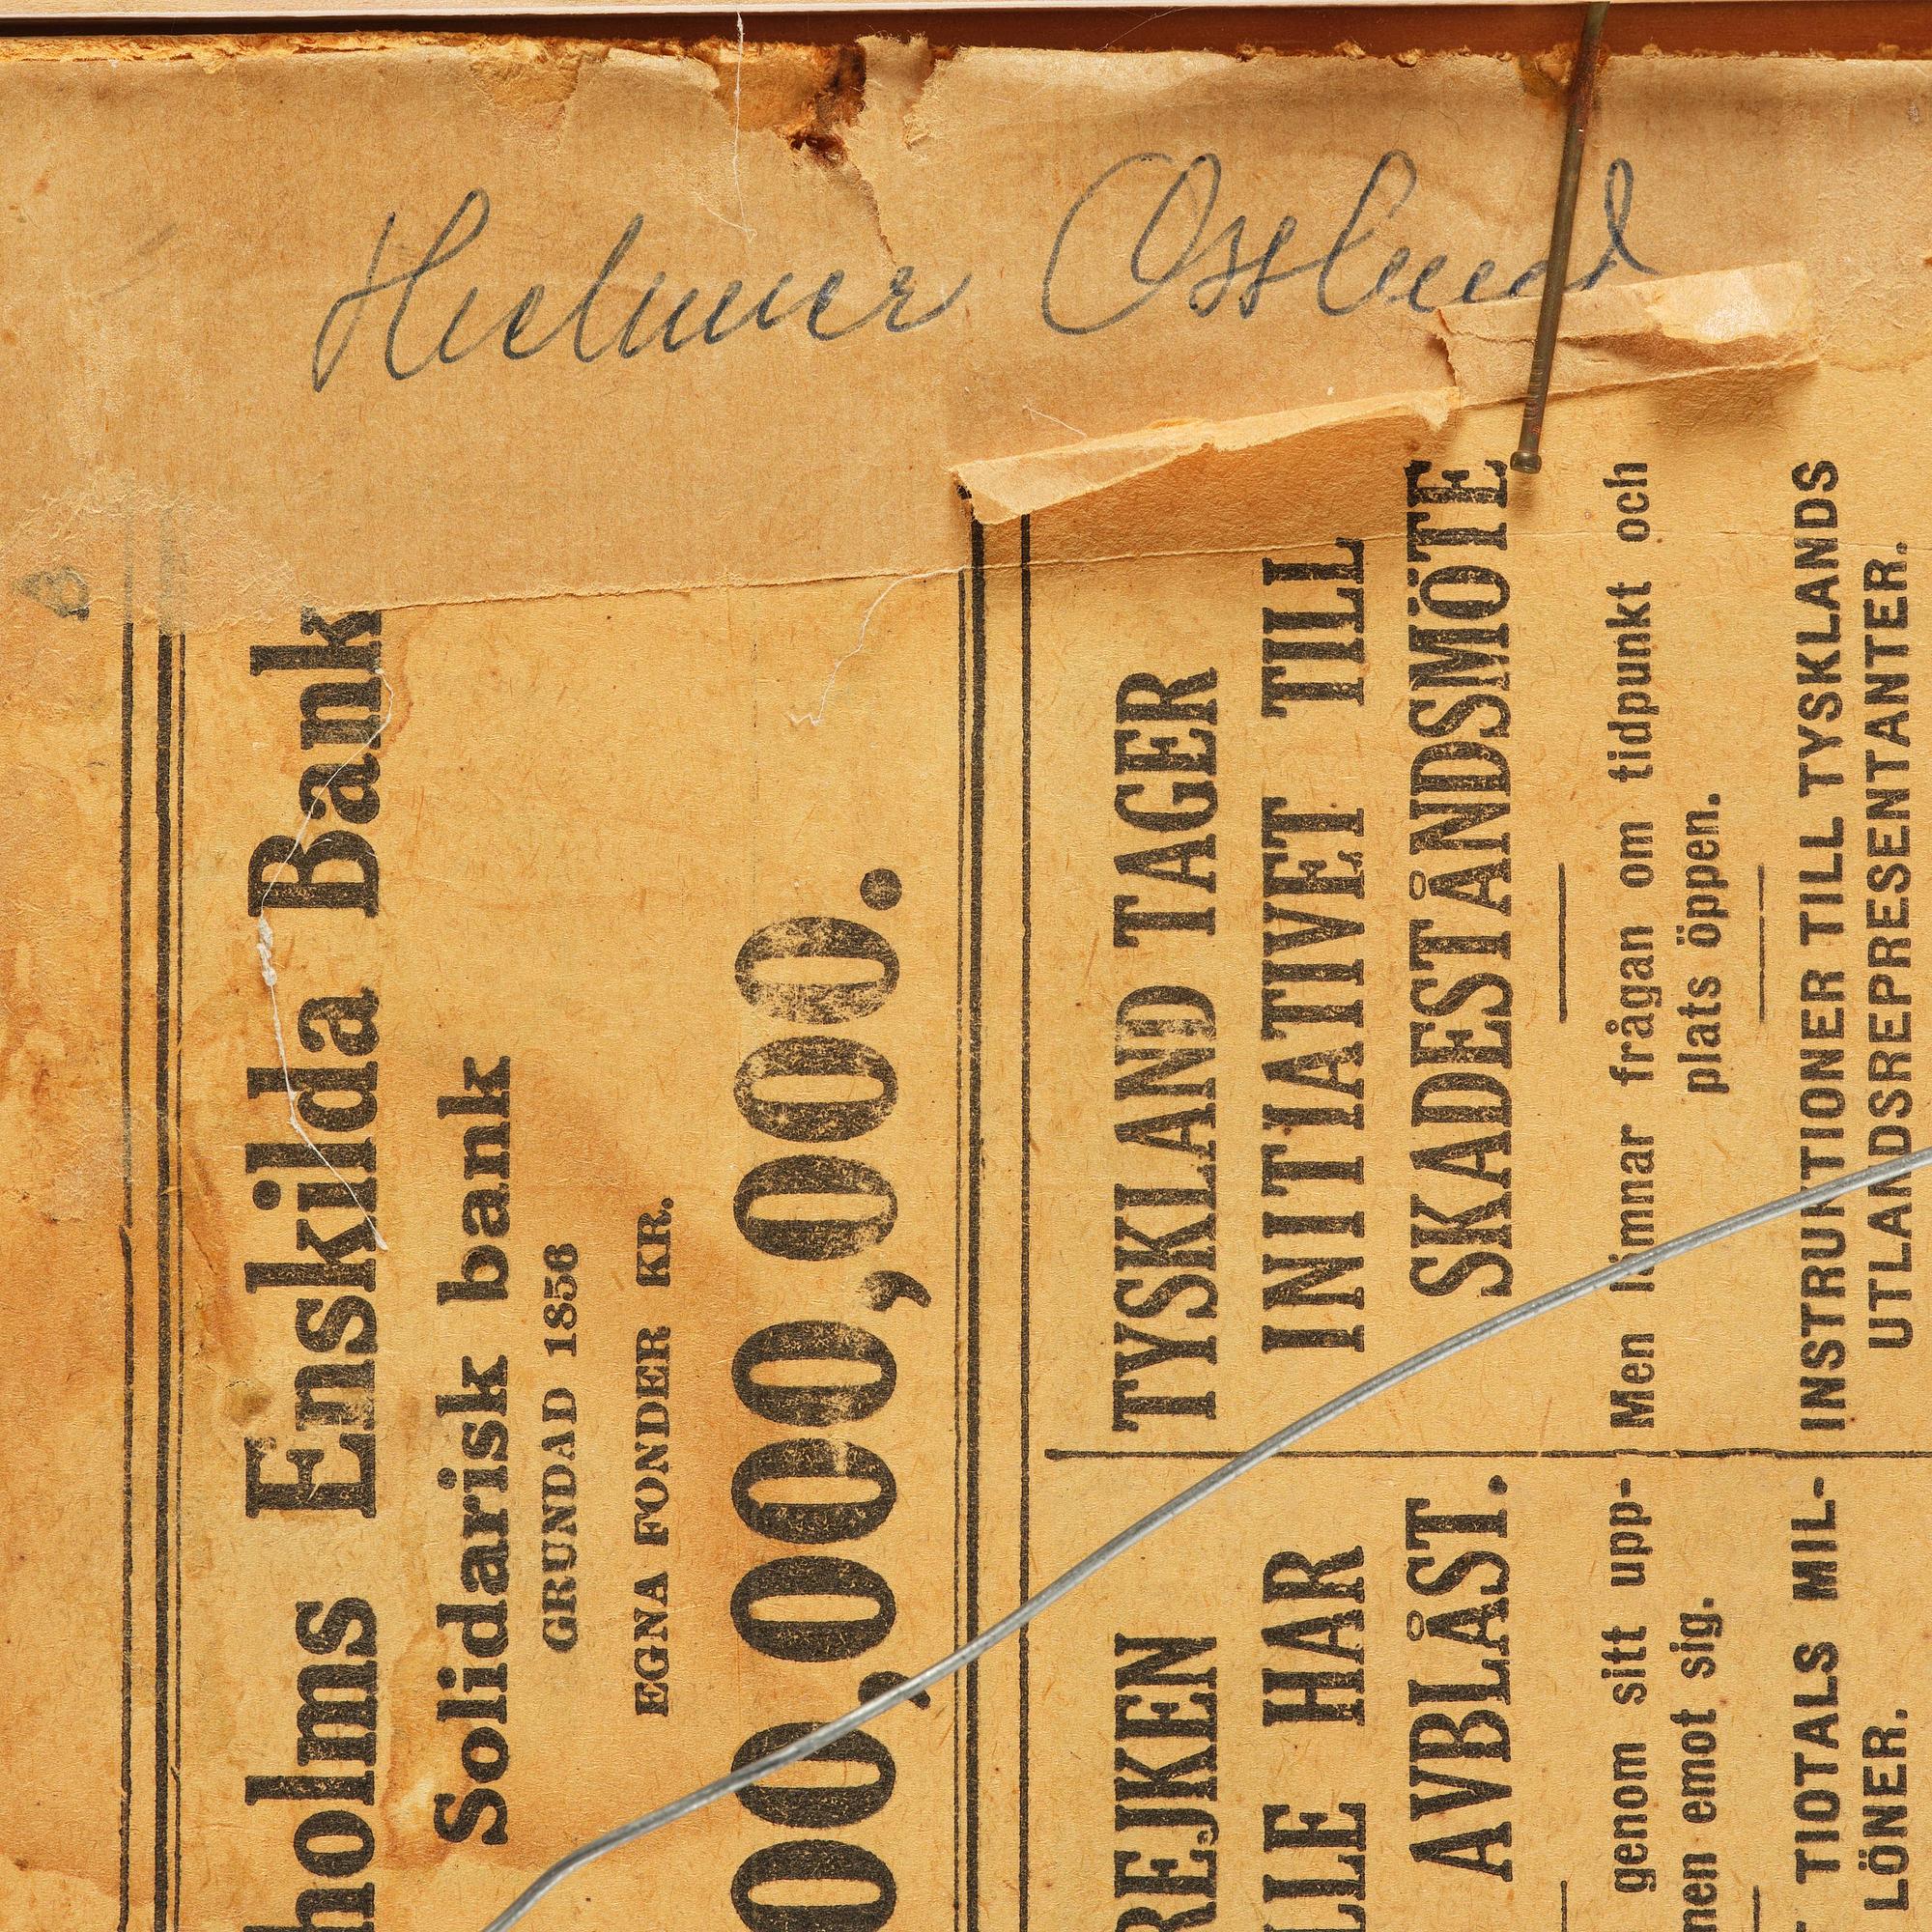 Helmer Osslund
B
holms Enskilda Bank
Solidarisk bank
GRUNDAD 1856
EGNA FONDER KR.
00,000,000.
REJKEN
LLE HAR
AVBLÅST.
genom sitt upp-
men emot sig.
TIOTALS MIL-
LÖNER.
TYSKLAND TAGER
INITIATIVET TILL
SKADESTÅNDSMÖTE
Men lämnar frågan om tidpunkt och
plats öppen.
INSTRUKTIONER TILL TYSKLANDS
UTLANDSREPRESENTANTER.